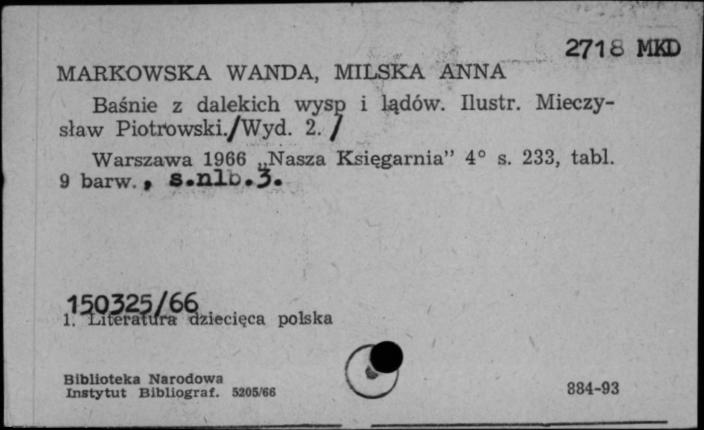 2718 MKD
MARKOWSKA WANDA, MILSKA ANNA
Baśnie z dalekich wysp i lądów. Ilustr. Mieczy-
sław Piotrowski./Wyd. 2. /
Warszawa 1966 „Nasza Księgarnia” 4° s. 233, tabl.
9 barw., s.nlb.3.
150325/66
1. Literatura dziecięca polska
Biblioteka Narodowa
Instytut Bibliograf. 5205/66
884-93